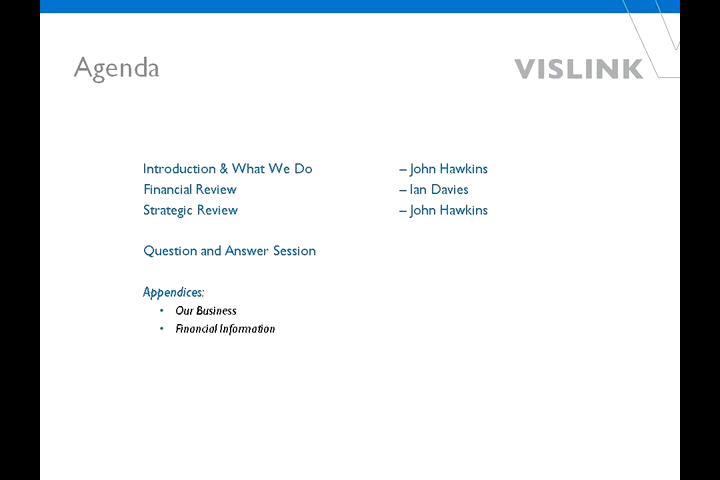 Agenda
VISLINK
Introduction & What We Do – John Hawkins
Financial Review – Ian Davies
Strategic Review – John Hawkins
Question and Answer Session
Appendices:
• Our Business
• Financial Information